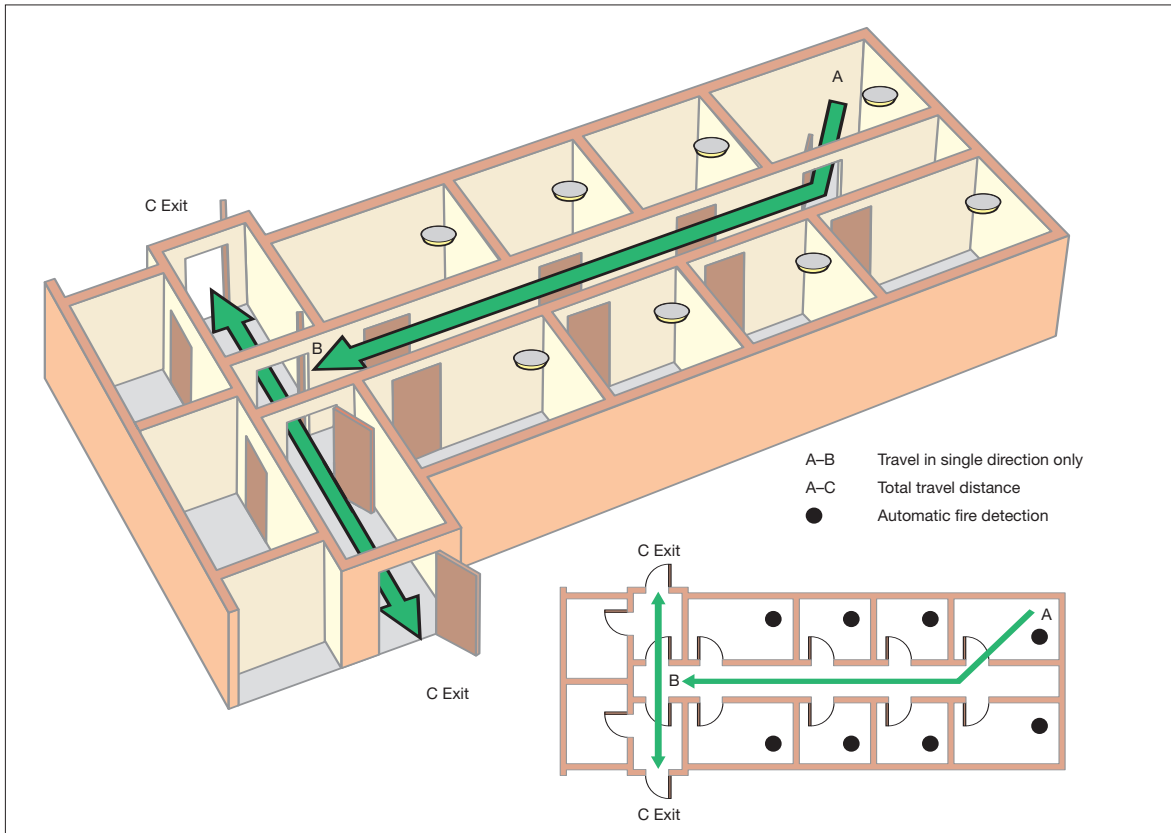 A
C Exit
B
C Exit
A–B Travel in single direction only
A–C Total travel distance
Automatic fire detection
C Exit
A
B
C Exit